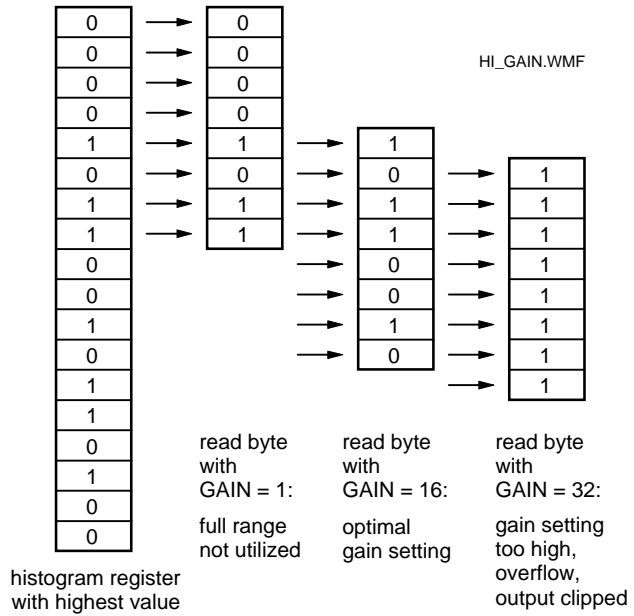 HI_GAIN.WMF
0
0
0
0
1
0
1
1
0
0
1
0
1
1
0
1
0
0
histogram register
with highest value
0
0
0
0
1
0
1
1
read byte
with
GAIN = 1:
full range
not utilized
1
0
1
1
0
0
1
0
read byte
with
GAIN = 16:
optimal
gain setting
1
1
1
1
1
1
1
1
read byte
with
GAIN = 32:
gain setting
too high,
overflow,
output clipped